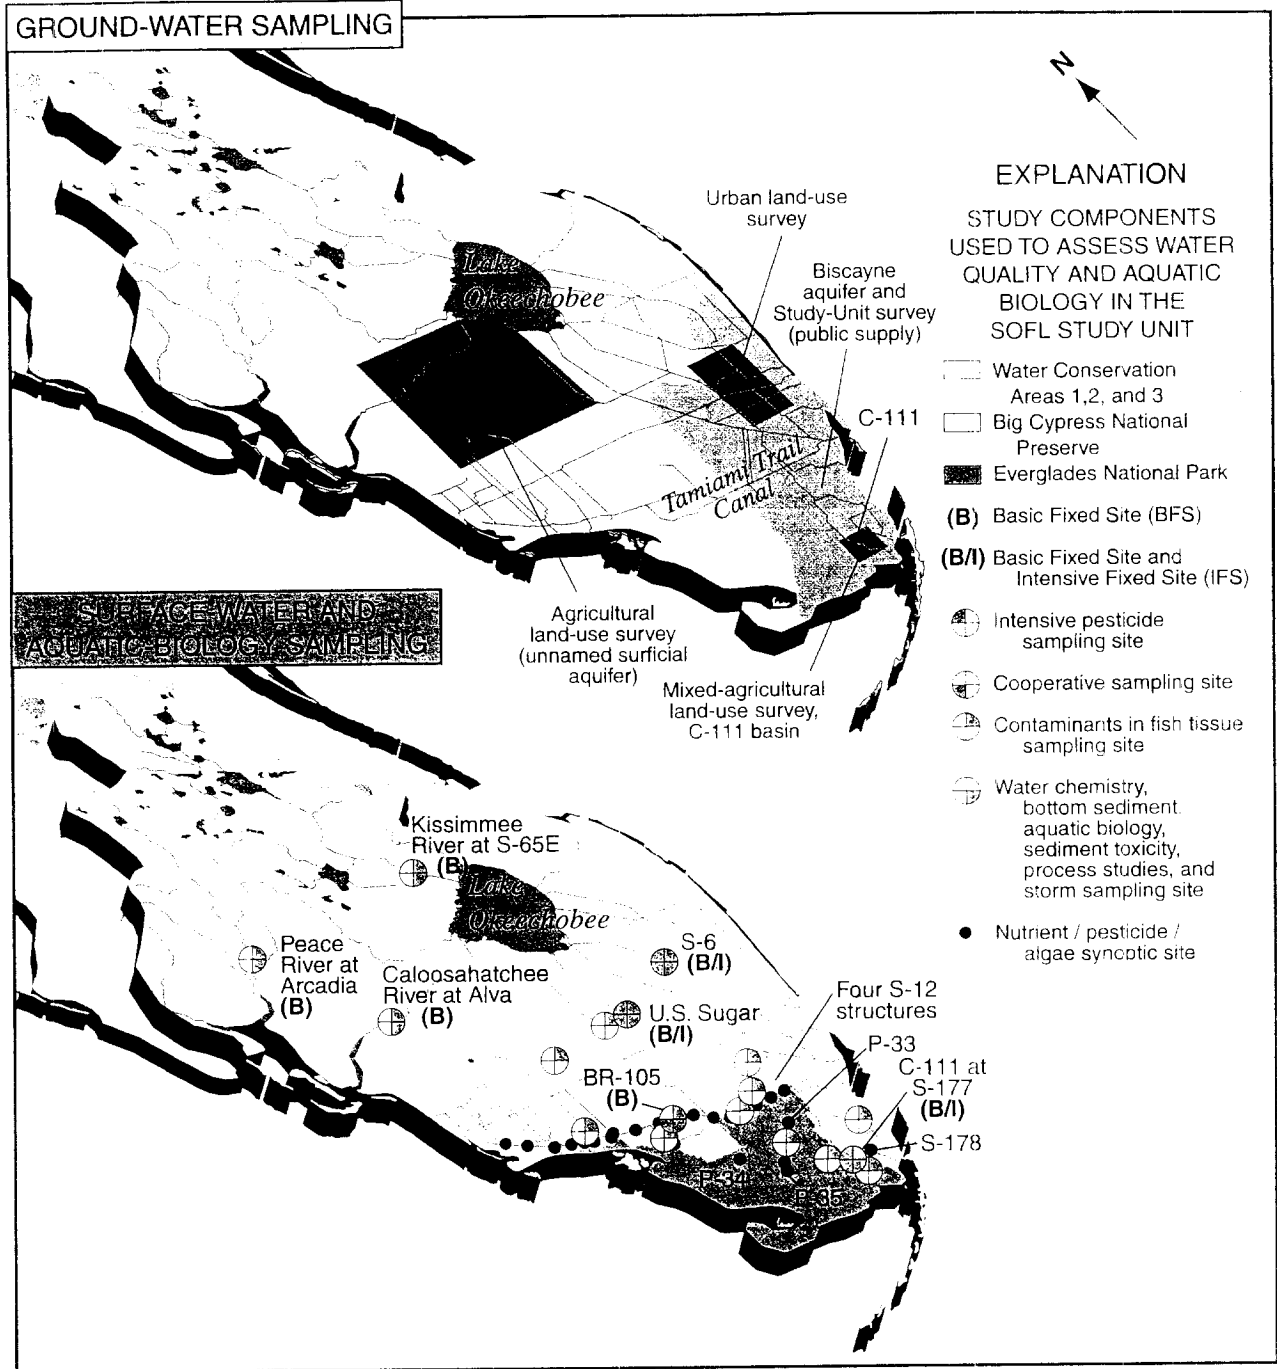 GROUND-WATER SAMPLING
N
Urban land-use
survey
Biscayne
aquifer and
Study-Unit survey
(public supply)
C-111
Lake
Okeechobee
Tamiami Trail
Canal
Agricultural
land-use survey
(unnamed surficial
aquifer)
Mixed-agricultural
land-use survey,
C-111 basin
EXPLANATION
STUDY COMPONENTS
USED TO ASSESS WATER
QUALITY AND AQUATIC
BIOLOGY IN THE
SOFL STUDY UNIT
Water Conservation
Areas 1,2, and 3
Big Cypress National
Preserve
Everglades National Park
(B) Basic Fixed Site (BFS)
(B/I) Basic Fixed Site and
Intensive Fixed Site (IFS)
Intensive pesticide
sampling site
Cooperative sampling site
Contaminants in fish tissue
sampling site
Water chemistry,
bottom sediment,
aquatic biology,
sediment toxicity,
process studies, and
storm sampling site
Nutrient / pesticide /
algae synoptic site
SURFACE-WATER AND
AQUATIC-BIOLOGY SAMPLING
Kissimmee
River at S-65E
(B)
Lake
Okeechobee
Peace
River at
Arcadia
(B)
Caloosahatchee
River at Alva
(B)
S-6
(B/I)
U.S. Sugar
(B/I)
BR-105
(B)
Four S-12
structures
P-33
C-111 at
S-177
(B/I)
S-178
P-34
P-35